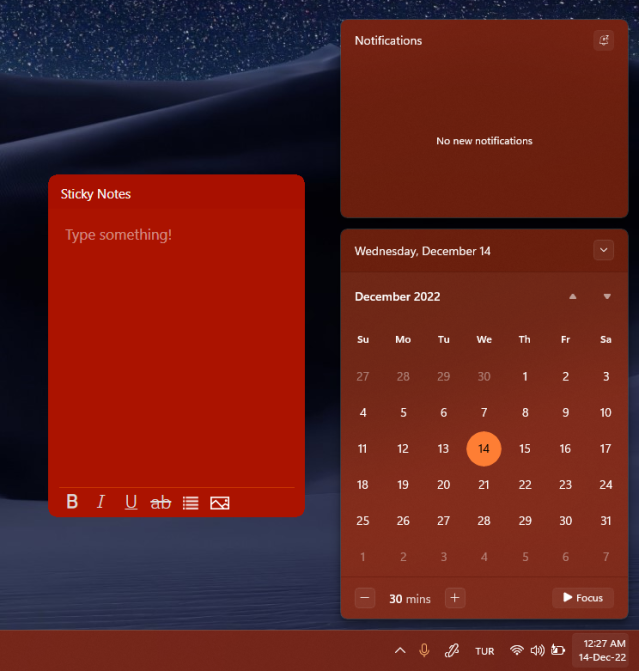 Notifications
No new notifications
Sticky Notes
Type something!
B I U ab
Wednesday, December 14
December 2022
Su Mo Tu We Th Fr Sa
27 28 29 30 1 2 3
4 5 6 7 8 9 10
11 12 13 14 15 16 17
18 19 20 21 22 23 24
25 26 27 28 29 30 31
1 2 3 4 5 6 7
30 mins
Focus
TUR
12:27 AM
14-Dec-22